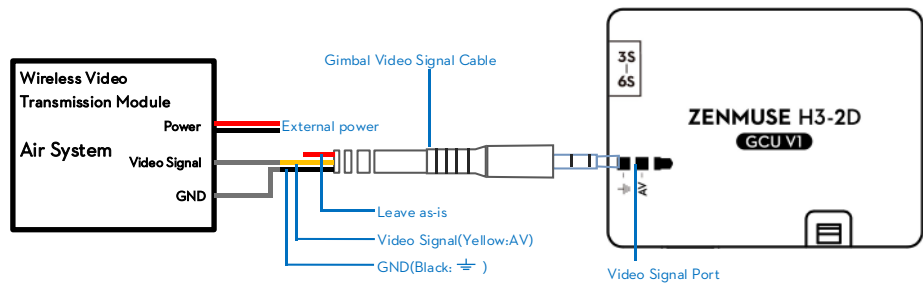 Wireless Video
Transmission Module
Power
Air System
Video Signal
GND
External power
Gimbal Video Signal Cable
Leave as-is
Video Signal(Yellow:AV)
GND(Black: ⏚ )
3S
6S
ZENMUSE H3-2D
GCU V1
AV
Video Signal Port